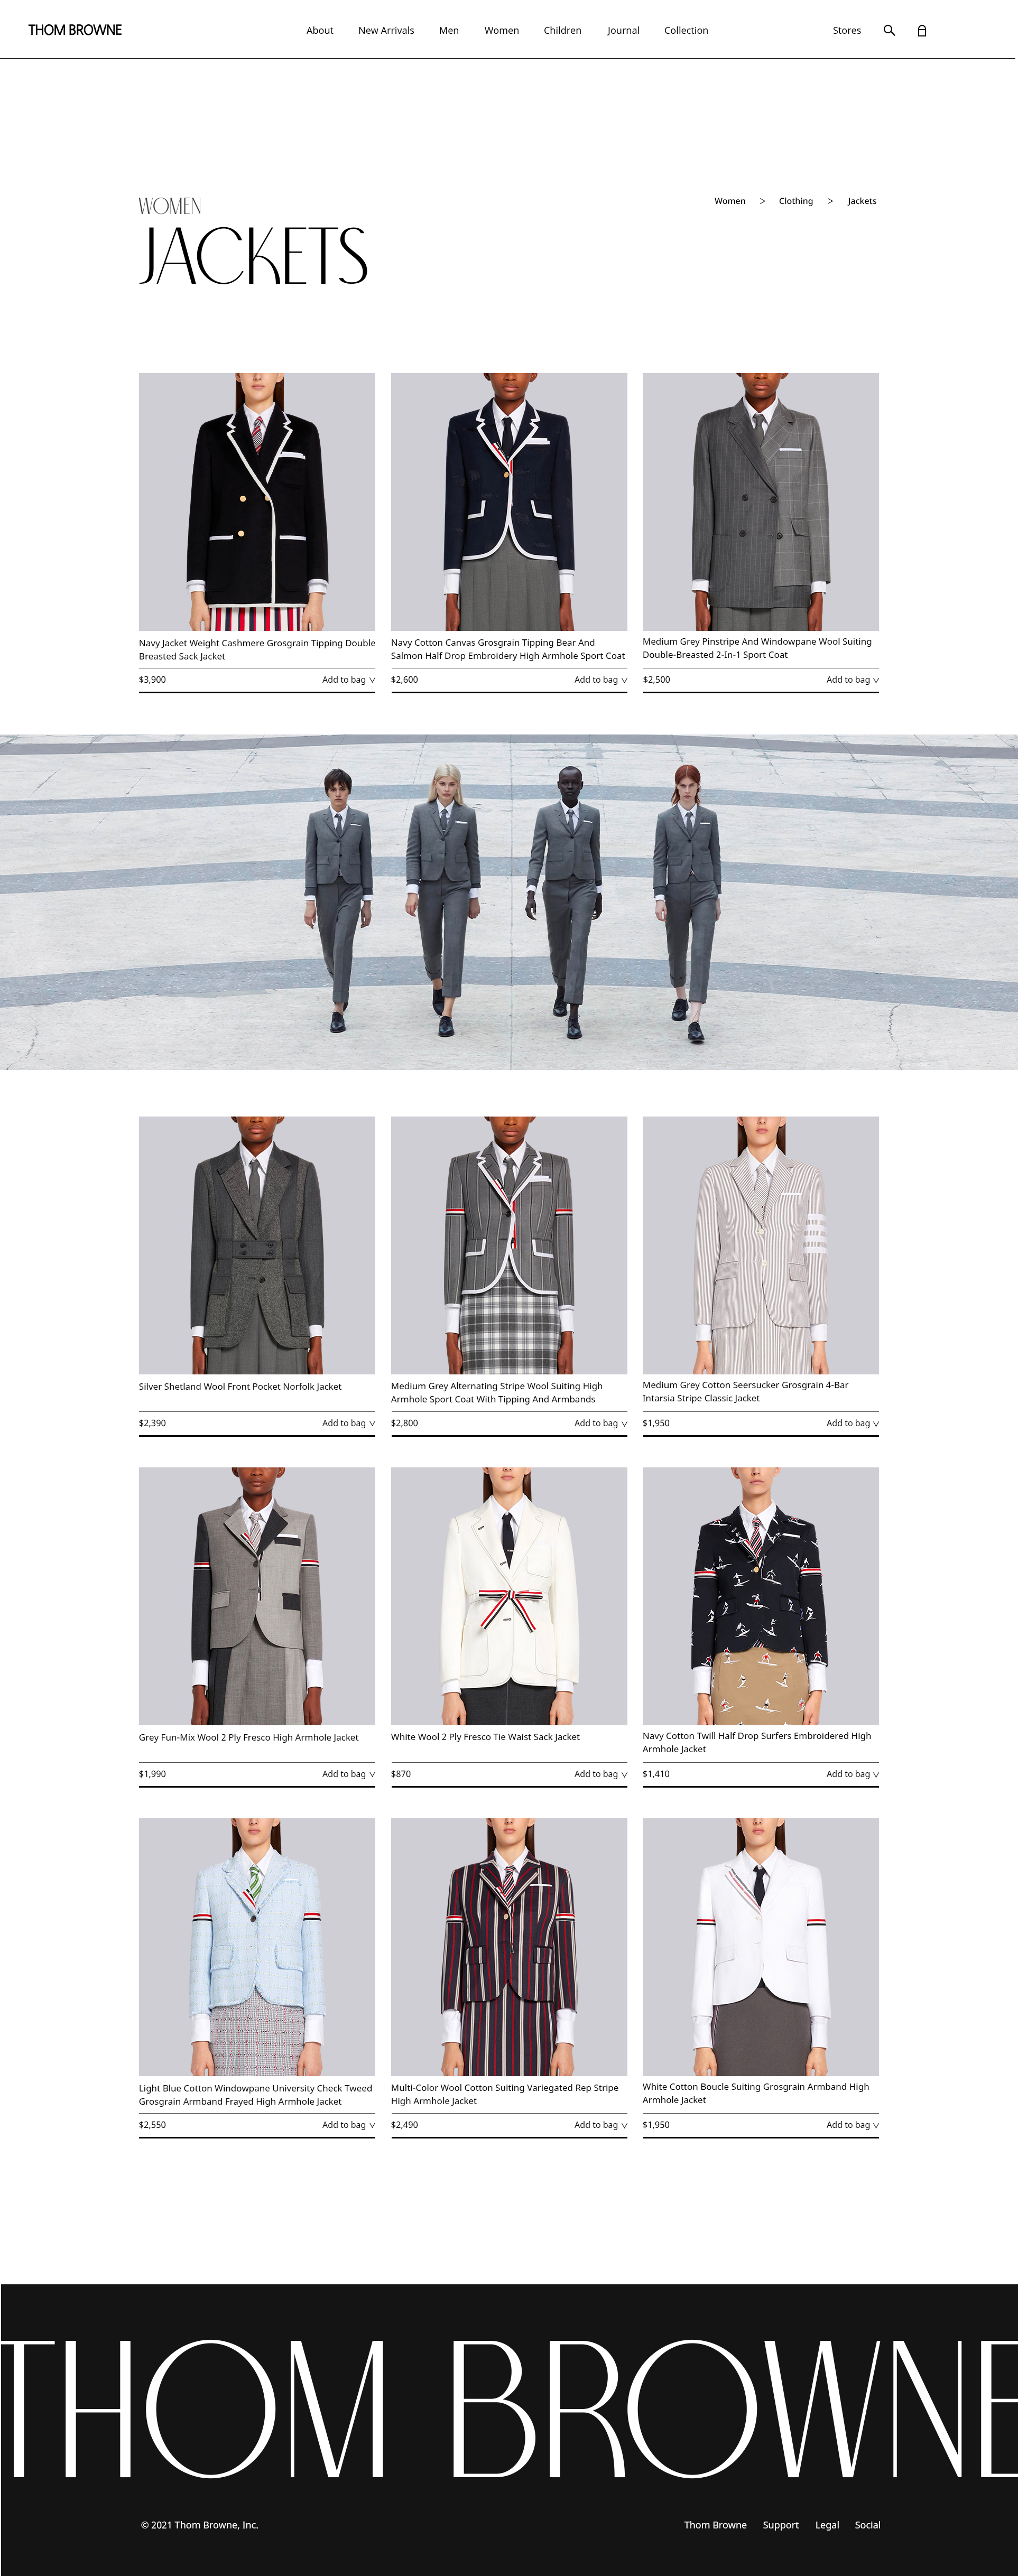 THOM BROWNE
About New Arrivals Men Women Children Journal Collection
Stores
WOMEN
Women > Clothing > Jackets
JACKETS
Navy Jacket Weight Cashmere Grosgrain Tipping Double
Breasted Sack Jacket
$3,900 Add to bag
Navy Cotton Canvas Grosgrain Tipping Bear And
Salmon Half Drop Embroidery High Armhole Sport Coat
$2,600 Add to bag
Medium Grey Pinstripe And Windowpane Wool Suiting
Double-Breasted 2-In-1 Sport Coat
$2,500 Add to bag
Silver Shetland Wool Front Pocket Norfolk Jacket
$2,390 Add to bag
Medium Grey Alternating Stripe Wool Suiting High
Armhole Sport Coat With Tipping And Armbands
$2,800 Add to bag
Medium Grey Cotton Seersucker Grosgrain 4-Bar
Intarsia Stripe Classic Jacket
$1,950 Add to bag
Grey Fun-Mix Wool 2 Ply Fresco High Armhole Jacket
$1,990 Add to bag
White Wool 2 Ply Fresco Tie Waist Sack Jacket
$870 Add to bag
Navy Cotton Twill Half Drop Surfers Embroidered High
Armhole Jacket
$1,410 Add to bag
Light Blue Cotton Windowpane University Check Tweed
Grosgrain Armband Frayed High Armhole Jacket
$2,550 Add to bag
Multi-Color Wool Cotton Suiting Variegated Rep Stripe
High Armhole Jacket
$2,490 Add to bag
White Cotton Boucle Suiting Grosgrain Armband High
Armhole Jacket
$1,950 Add to bag
THOM BROWNE
© 2021 Thom Browne, Inc.
Thom Browne Support Legal Social